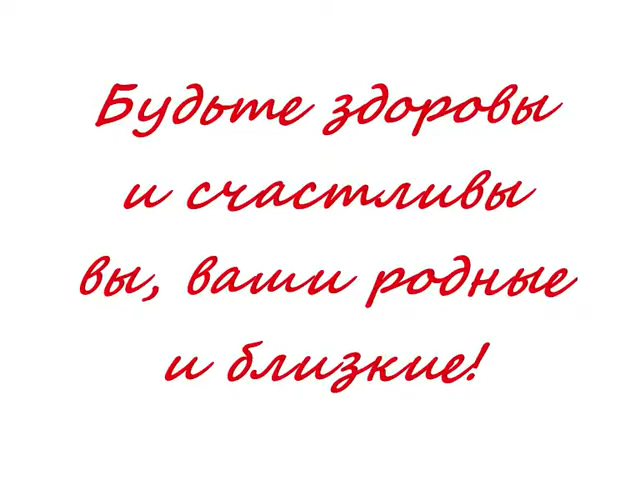 Будьте здоровы
и счастливы
вы, ваши родные
и близкие!